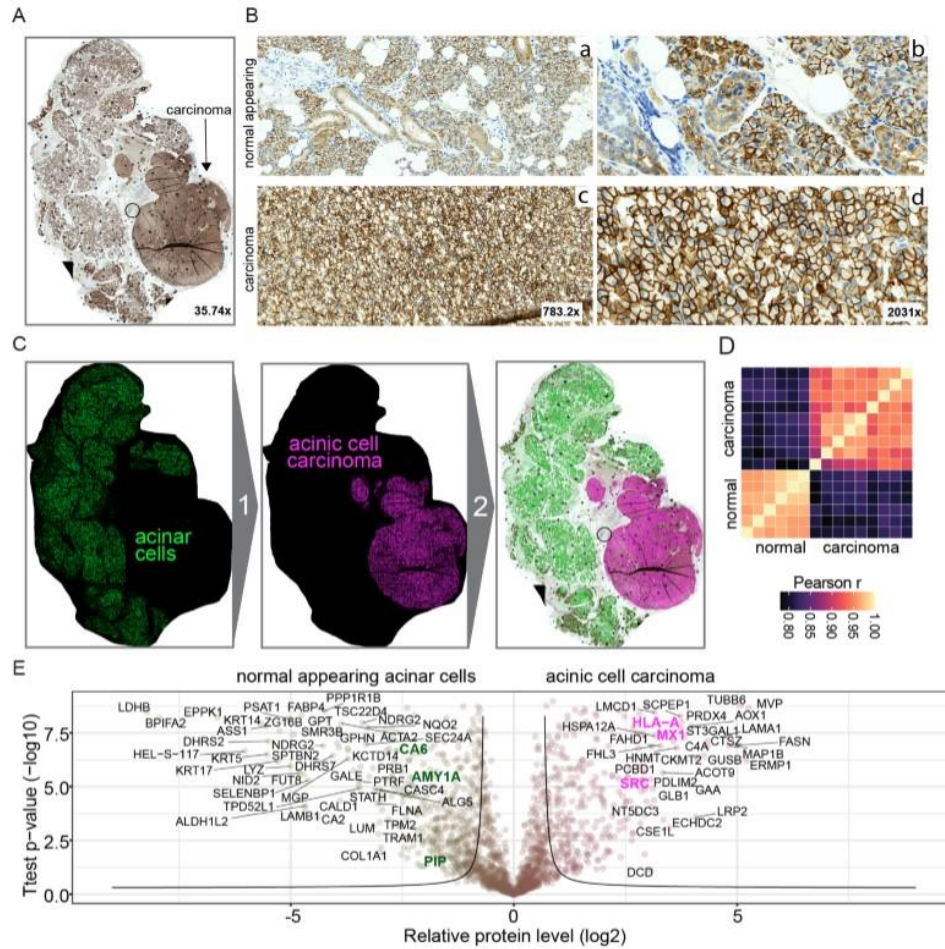 A
carcinoma
35.74x
B
normal appearing
a
b
carcinoma
c
783.2x
d
2031x
C
acinar
cells
1
acinic cell
carcinoma
2
D
carcinoma
normal
normal carcinoma
Pearson r
0.80 0.85 0.90 0.95 1.00
E
normal appearing acinar cells
acinic cell carcinoma
Ttest p-value (−log10)
7.5
5.0
2.5
0.0
PPP1R1B
LDHB EPPK1 PSAT1 FABP4 TSC22D4
BPIFA2 KRT14 ZG16B GPT NDRG2 NQO2
ASS1 SMR3B GPHN ACTA2 SEC24A
DHRS2 NDRG2 CA6
HEL-S-117 KRT5 SPTBN2 KCTD14
KRT17 LYZ DHRS7 PRB1
NID2 FUT8 GALE PTRF AMY1A
SELENBP1 MGP STATH CASC4
TPD52L1 CALD1 FLNA ALG5
ALDH1L2 LAMB1 CA2 TPM2
LUM TRAM1
COL1A1 PIP
TUBB6
LMCD1 SCPEP1 MVP
HSPA12A HLA−A PRDX4 AOX1
MX1 ST3GAL1 LAMA1
FAHD1 CTSZ FASN
FHL3 C4A MAP1B
HNMT CKMT2 GUSB ERMP1
PCBD1 ACOT9
SRC PDLIM2 GAA
GLB1
NT5DC3 LRP2
ECHDC2
CSE1L
DCD
-5 0 5
Relative protein level (log2)